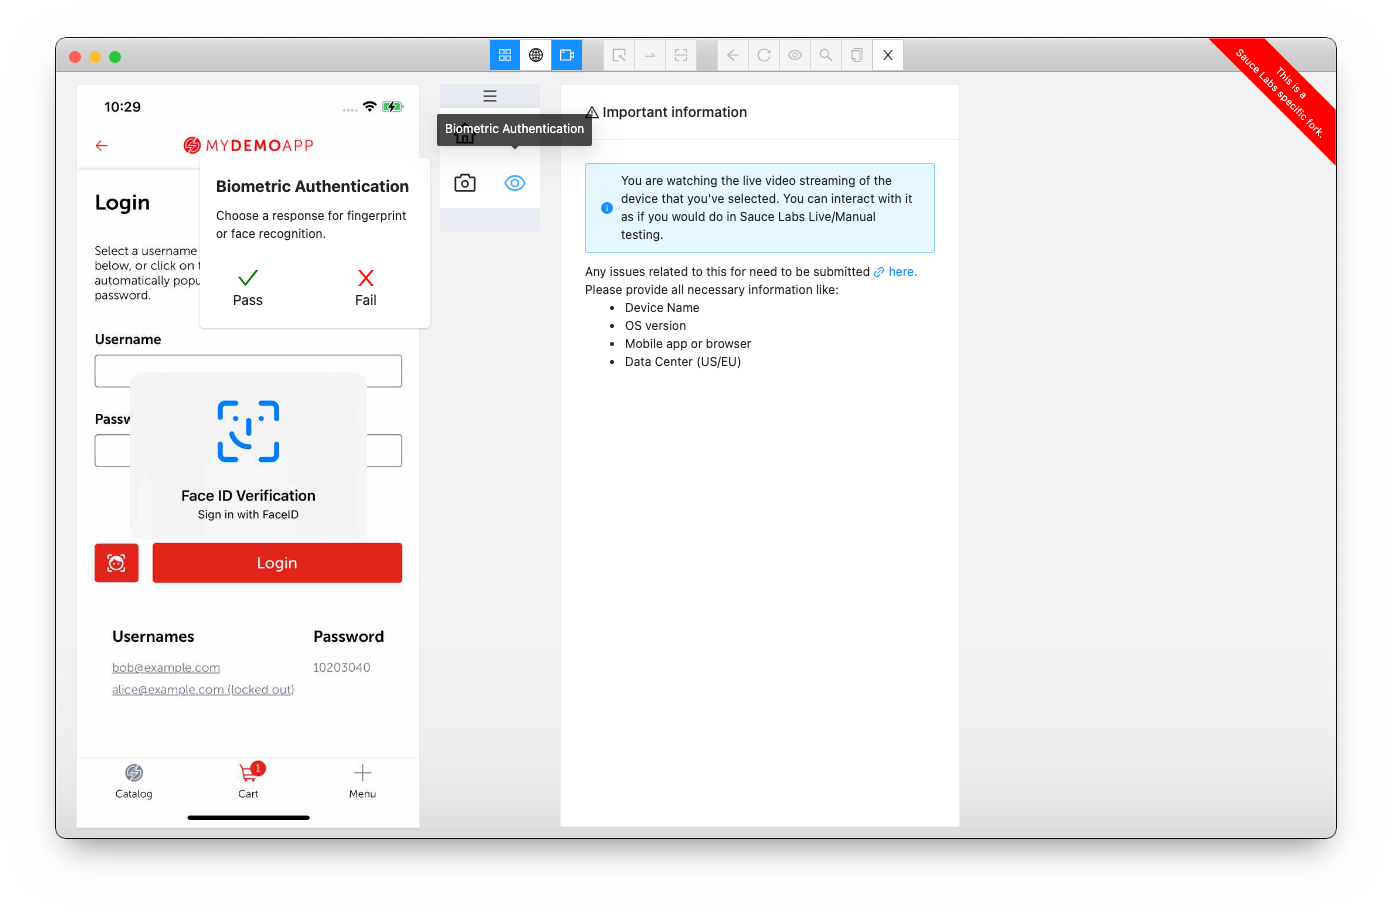 This is a
Sauce Labs specific fork.
10:29
MYDEMOAPP
Login
Select a username
below, or click on t
automatically popu
password.
Biometric Authentication
Choose a response for fingerprint
or face recognition.
Pass
Fail
Username
Passw
Face ID Verification
Sign in with FaceID
Login
Usernames
Password
bob@example.com
10203040
alice@example.com (locked out)
1
Catalog
Cart
Menu
Biometric Authentication
Important information
You are watching the live video streaming of the
device that you've selected. You can interact with it
as if you would do in Sauce Labs Live/Manual
testing.
Any issues related to this for need to be submitted here.
Please provide all necessary information like:
• Device Name
• OS version
• Mobile app or browser
• Data Center (US/EU)